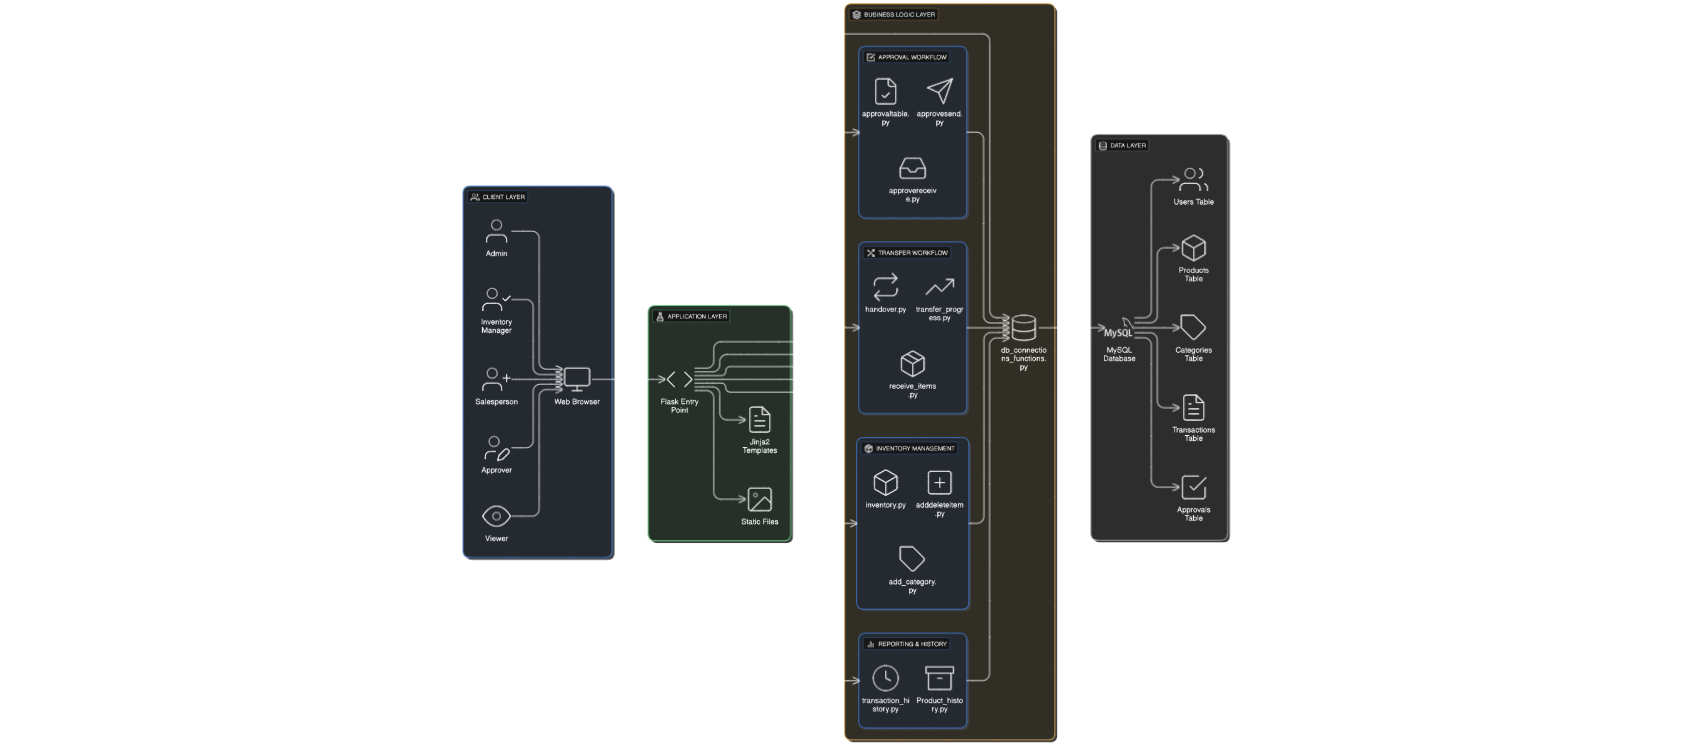 CLIENT LAYER
Admin
Inventory
Manager
Salesperson
Approver
Viewer
Web Browser
APPLICATION LAYER
Flask Entry
Point
Jinja2
Templates
Static Files
BUSINESS LOGIC LAYER
APPROVAL WORKFLOW
approvaltable.
py
approvesend.
py
approvereceiv
e.py
TRANSFER WORKFLOW
handover.py
transfer_progr
ess.py
receive_items
.py
INVENTORY MANAGEMENT
inventory.py
adddeleteitem
.py
add_category.
py
REPORTING & HISTORY
transaction_hi
story.py
Product_histo
ry.py
db_connectio
ns_functions.
py
DATA LAYER
MySQL
MySQL
Database
Users Table
Products
Table
Categories
Table
Transactions
Table
Approvals
Table